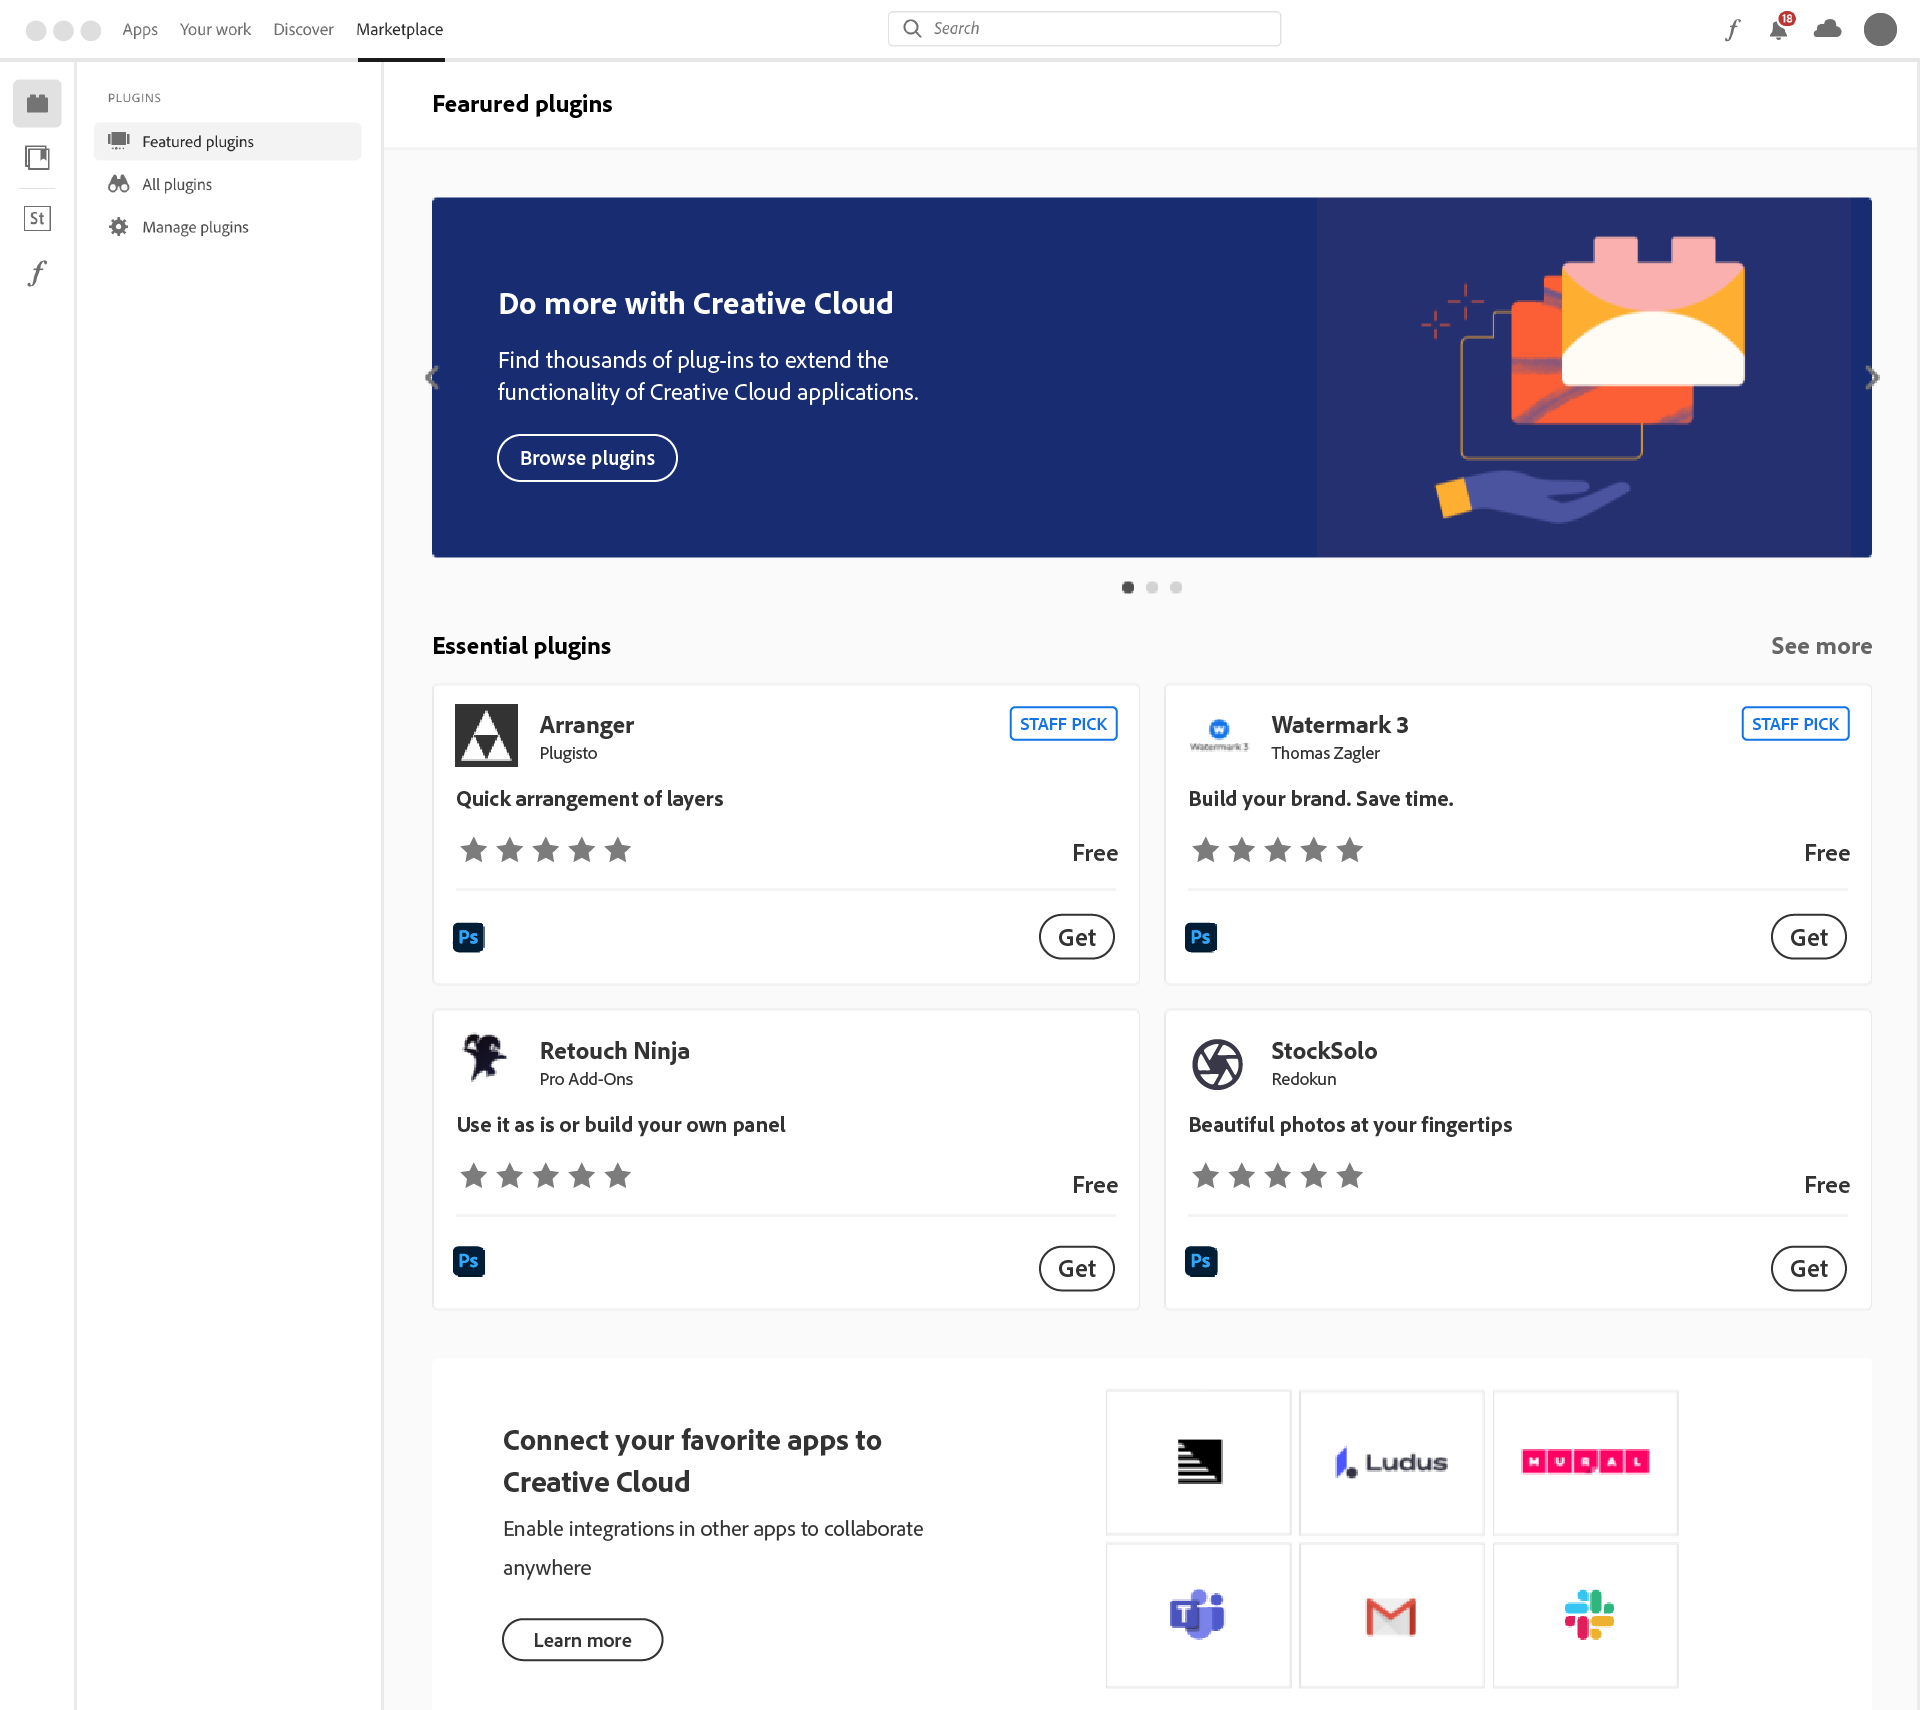 Apps Your work Discover Marketplace
Search
18
PLUGINS
Featured plugins
All plugins
Manage plugins
St
Fearured plugins
Do more with Creative Cloud
Find thousands of plug-ins to extend the
functionality of Creative Cloud applications.
Browse plugins
Essential plugins
See more
Arranger
Plugisto
STAFF PICK
Quick arrangement of layers
Free
Ps
Get
W
Watermark 3
Watermark 3
Thomas Zagler
STAFF PICK
Build your brand. Save time.
Free
Ps
Get
Retouch Ninja
Pro Add-Ons
Use it as is or build your own panel
Free
Ps
Get
StockSolo
Redokun
Beautiful photos at your fingertips
Free
Ps
Get
Connect your favorite apps to
Creative Cloud
Enable integrations in other apps to collaborate
anywhere
Learn more
Ludus
MURAL
T